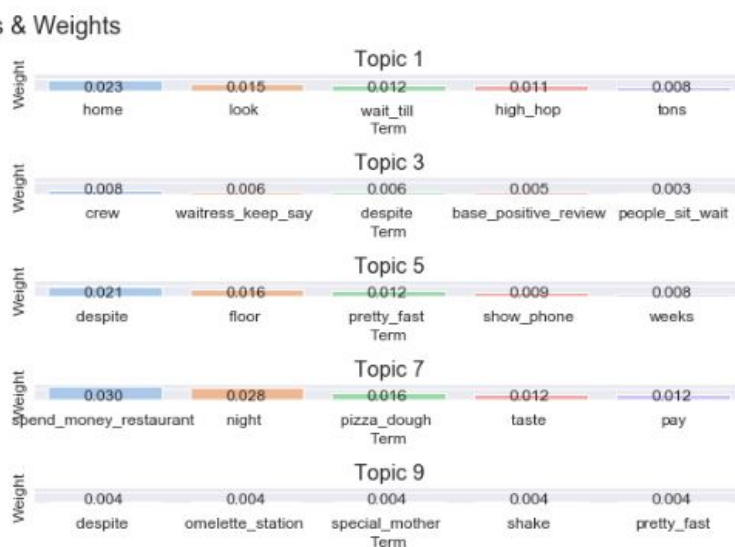 s & Weights
Topic 1
Weight
0.023 0.015 0.012 0.011 0.008
home look wait_till high_hop tons
Term
Topic 3
Weight
0.008 0.006 0.006 0.005 0.003
crew waitress_keep_say despite base_positive_review people_sit_wait
Term
Topic 5
Weight
0.021 0.016 0.012 0.009 0.008
despite floor pretty_fast show_phone weeks
Term
Topic 7
Weight
0.030 0.028 0.016 0.012 0.012
spend_money_restaurant night pizza_dough taste pay
Term
Topic 9
Weight
0.004 0.004 0.004 0.004 0.004
despite omelette_station special_mother shake pretty_fast
Term